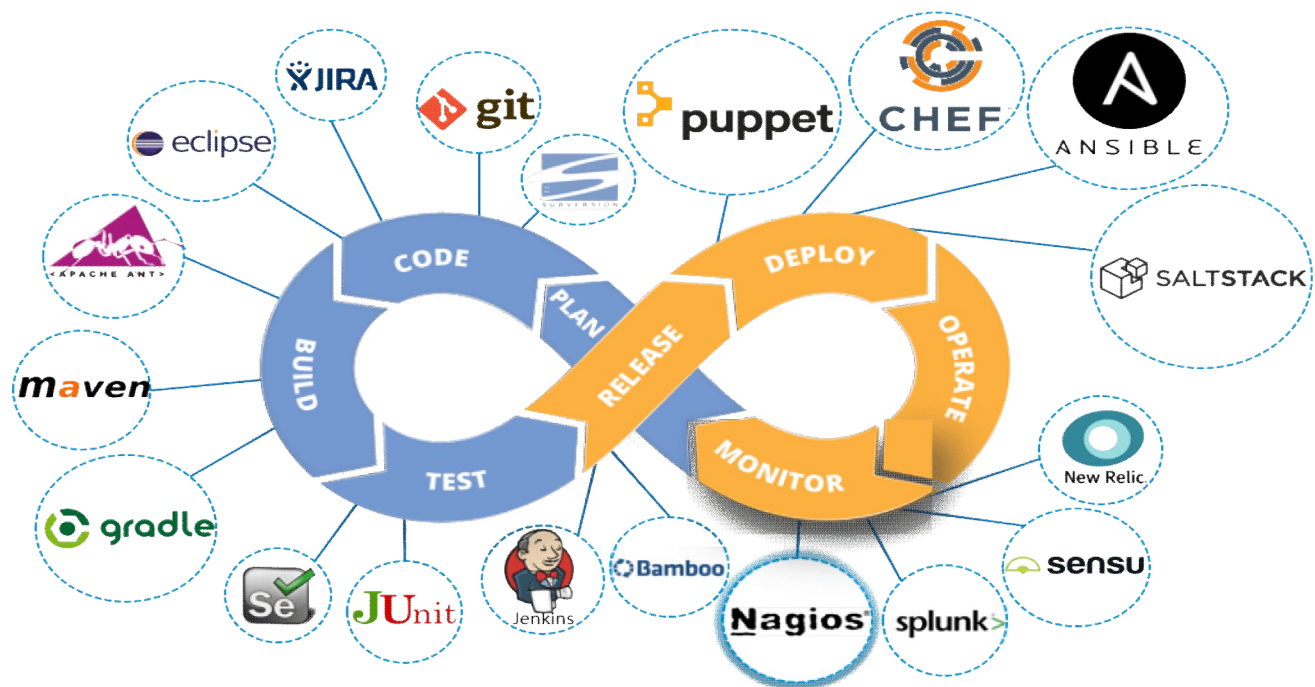 JIRA
git
puppet
CHEF
ANSIBLE
eclipse
SUBVERSION
<APACHE ANT>
CODE
DEPLOY
SALTSTACK
PLAN
BUILD
RELEASE
OPERATE
maven
TEST
MONITOR
New Relic.
gradle
Se
JUnit
Jenkins
Bamboo
Nagios®
splunk>
sensu